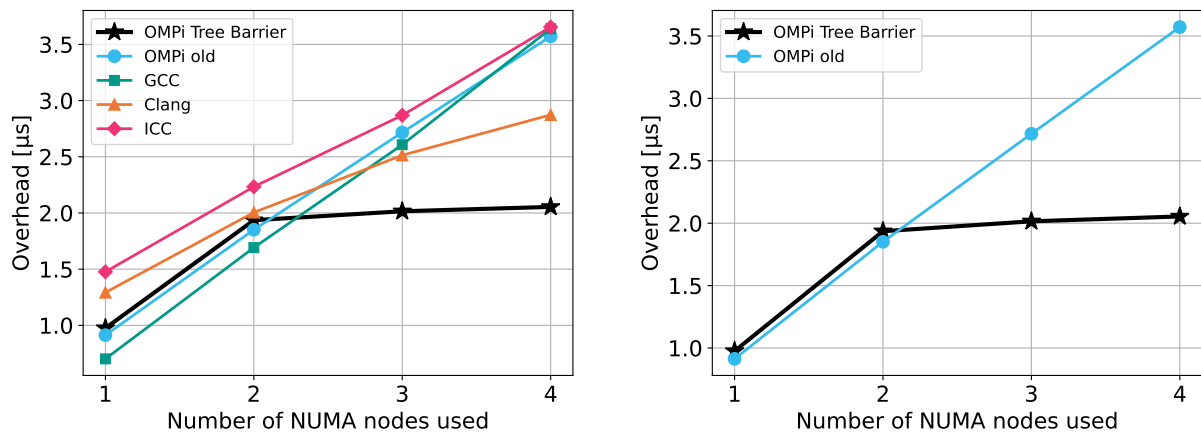 OMPi Tree Barrier
OMPi old
GCC
Clang
ICC
3.5
3.0
2.5
2.0
1.5
1.0
Overhead [µs]
1 2 3 4
Number of NUMA nodes used
OMPi Tree Barrier
OMPi old
3.5
3.0
2.5
2.0
1.5
1.0
Overhead [µs]
1 2 3 4
Number of NUMA nodes used